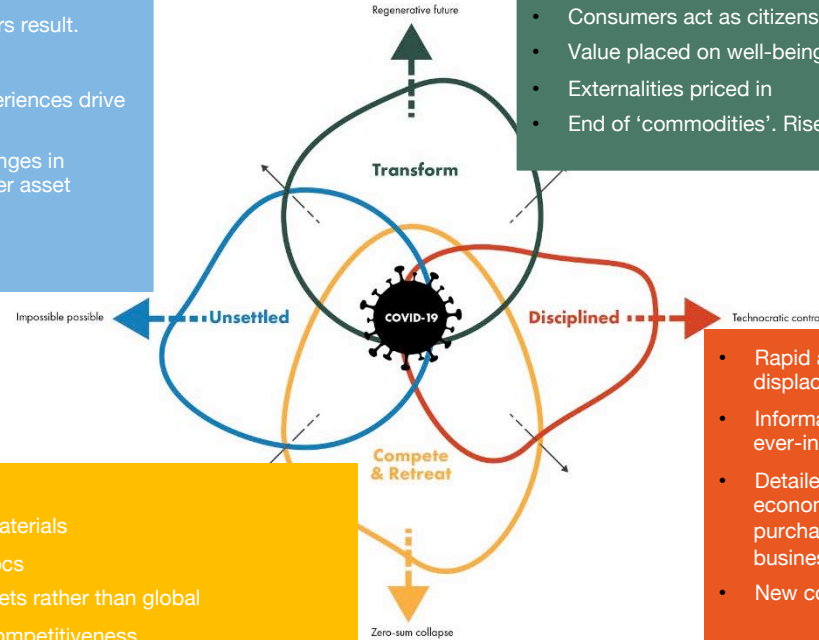 rs result.
eriences drive
nges in
er asset
Regenerative future
• Consumers act as citizens
• Value placed on well-being
• Externalities priced in
• End of ‘commodities’. Rise
Transform
Impossible possible
Unsettled
COVID-19
Disciplined
Technocratic contr
Compete
& Retreat
Zero-sum collapse
aterials
ocs
ets rather than global
ompetitiveness
• Rapid a
displac
• Informa
ever-in
• Detaile
econor
purcha
busines
• New co